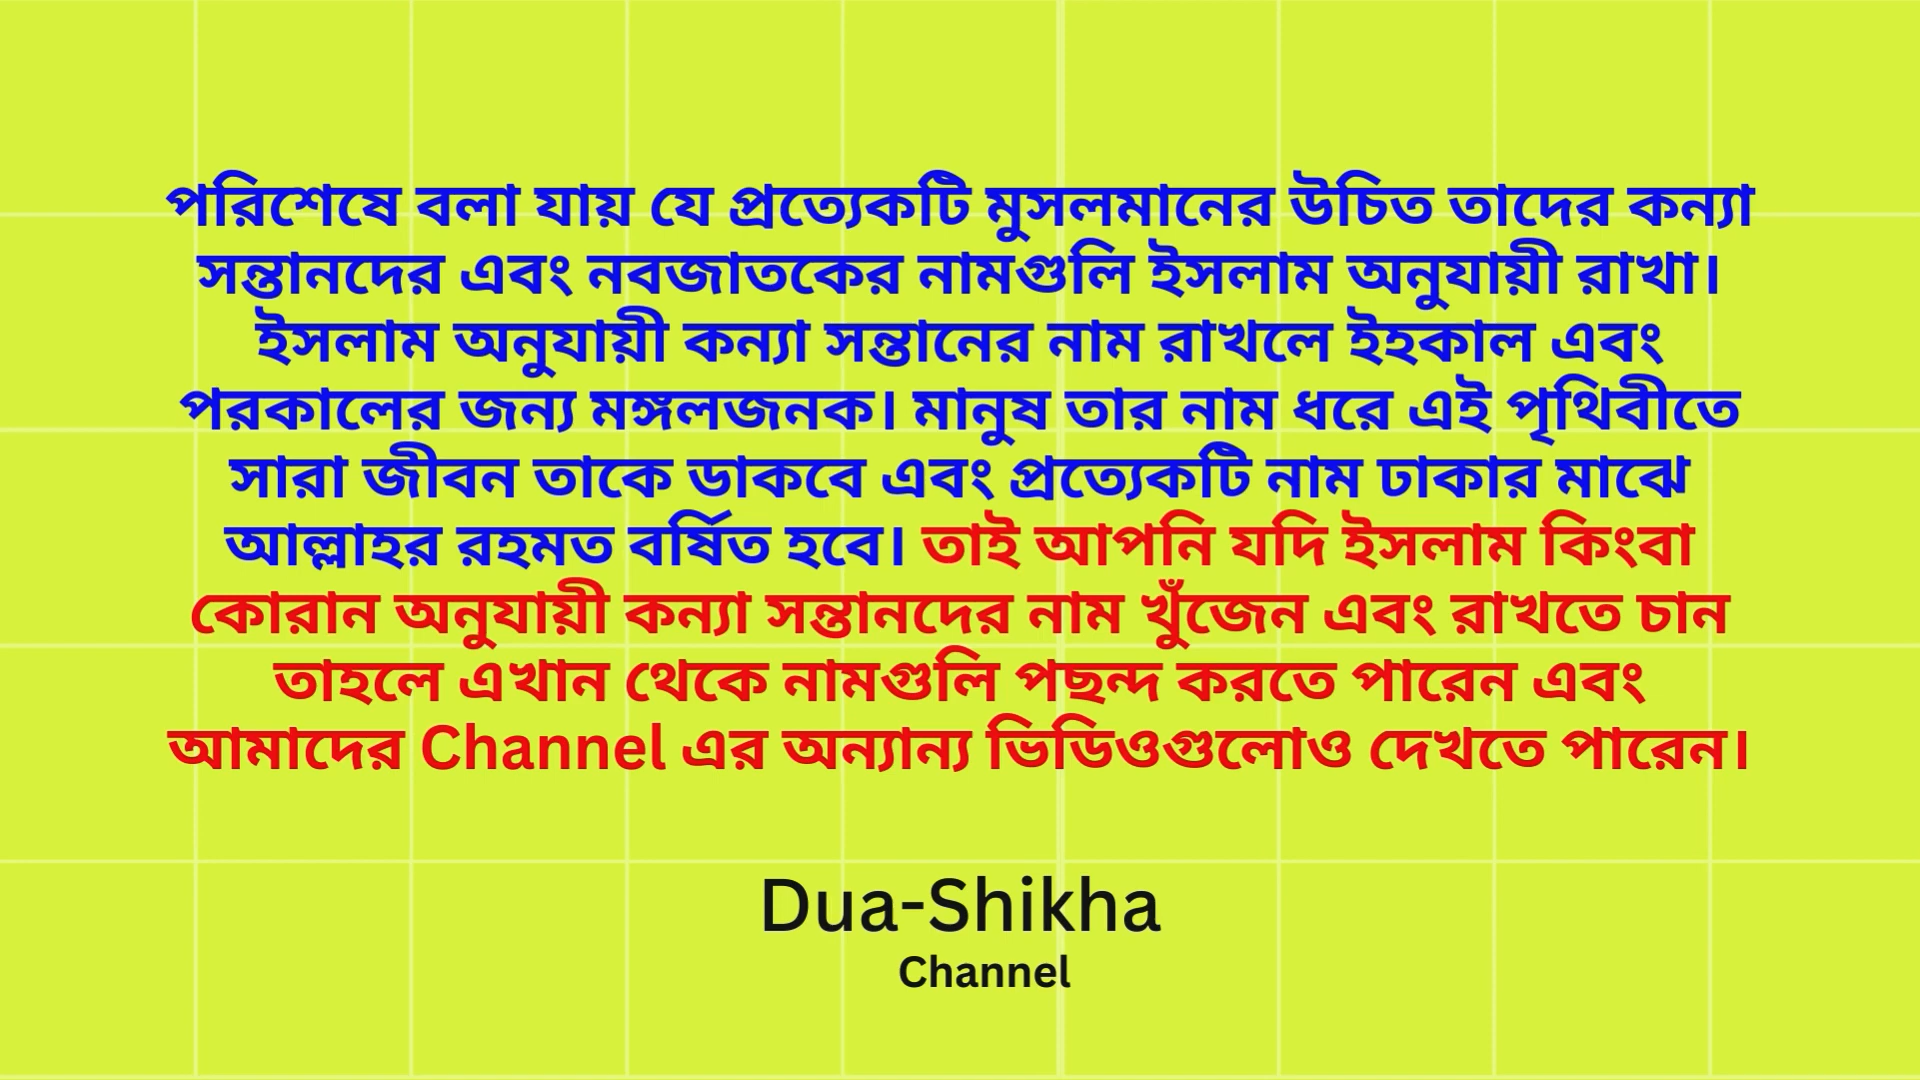 পরিশেষে বলা যায় যে প্রত্যেকটি মুসলমানের উচিত তাদের কন্যা
সন্তানদের এবং নবজাতকের নামগুলি ইসলাম অনুযায়ী রাখা।
ইসলাম অনুযায়ী কন্যা সন্তানের নাম রাখলে ইহকাল এবং
পরকালের জন্য মঙ্গলজনক। মানুষ তার নাম ধরে এই পৃথিবীতে
সারা জীবন তাকে ডাকবে এবং প্রত্যেকটি নাম ঢাকার মাঝে
আল্লাহর রহমত বর্ষিত হবে। তাই আপনি যদি ইসলাম কিংবা
কোরান অনুযায়ী কন্যা সন্তানদের নাম খুঁজেন এবং রাখতে চান
তাহলে এখান থেকে নামগুলি পছন্দ করতে পারেন এবং
আমাদের Channel এর অন্যান্য ভিডিওগুলোও দেখতে পারেন।
Dua-Shikha
Channel